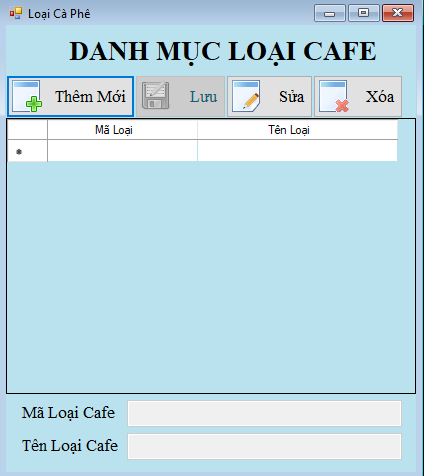 Loại Cà Phê
DANH MỤC LOẠI CAFE
Thêm Mới Lưu Sửa Xóa
Mã Loại Tên Loại
*
Mã Loại Cafe
Tên Loại Cafe